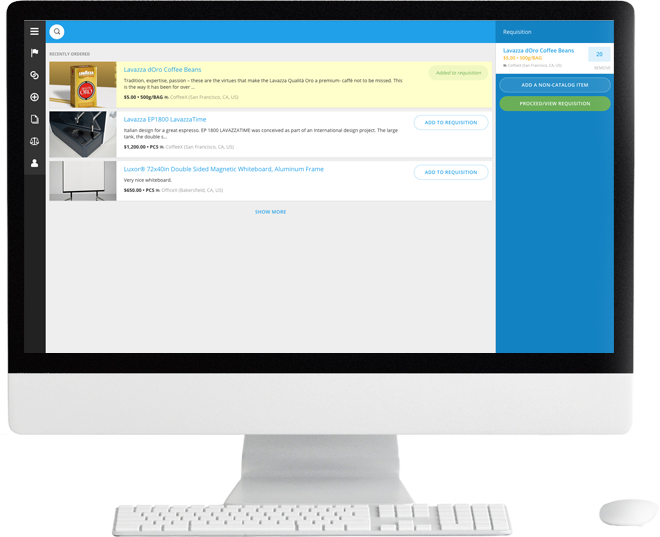 RECENTLY ORDERED
Lavazza dOro Coffee Beans
Tradition, expertise, passion – these are the virtues that make the Lavazza Qualità Oro a premium- caffè not to be missed. This
is the way it has been for over ...
$5.00 • 500g/BAG CoffeeX (San Francisco, CA, US)
Added to requisition
LAVAZZA
ORO
Lavazza EP1800 LavazzaTime
Italian design for a great espresso. EP 1800 LAVAZZATIME was conceived as part of an international design project. The large
tank, the double s...
$1,200.00 • PCS CoffeeX (San Francisco, CA, US)
ADD TO REQUISITION
Luxor® 72x40in Double Sided Magnetic Whiteboard, Aluminum Frame
Very nice whiteboard.
$650.00 • PCS OfficeX (Bakersfield, CA, US)
ADD TO REQUISITION
SHOW MORE
Requisition
Lavazza dOro Coffee Beans
$5.00 • 500g/BAG
CoffeeX (San Francisco, CA, US)
20
REMOVE
ADD A NON-CATALOG ITEM
PROCEED/VIEW REQUISITION